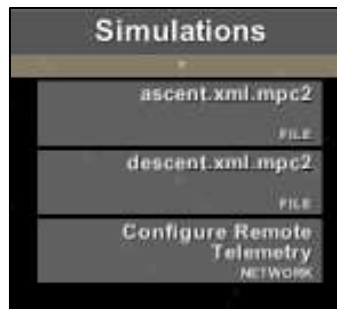 Simulations
ascent.xml.mpc2
FILE
descent.xml.mpc2
FILE
Configure Remote
Telemetry
NETWORK